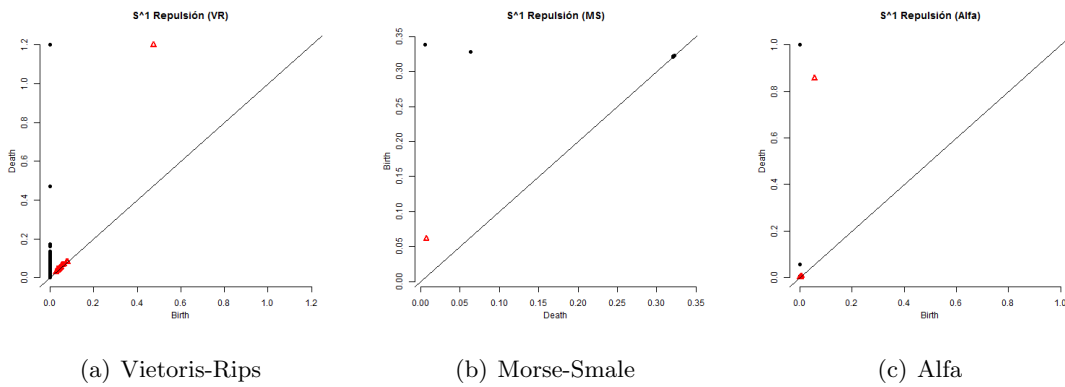 S^1 Repulsión (VR)
Death
0.0 0.2 0.4 0.6 0.8 1.0 1.2
0.0 0.2 0.4 0.6 0.8 1.0 1.2
Birth
(a) Vietoris-Rips
S^1 Repulsión (MS)
Birth
0.00 0.05 0.10 0.15 0.20 0.25 0.30 0.35
0.00 0.05 0.10 0.15 0.20 0.25 0.30 0.35
Death
(b) Morse-Smale
S^1 Repulsión (Alfa)
Death
0.0 0.2 0.4 0.6 0.8 1.0
0.0 0.2 0.4 0.6 0.8 1.0
Birth
(c) Alfa